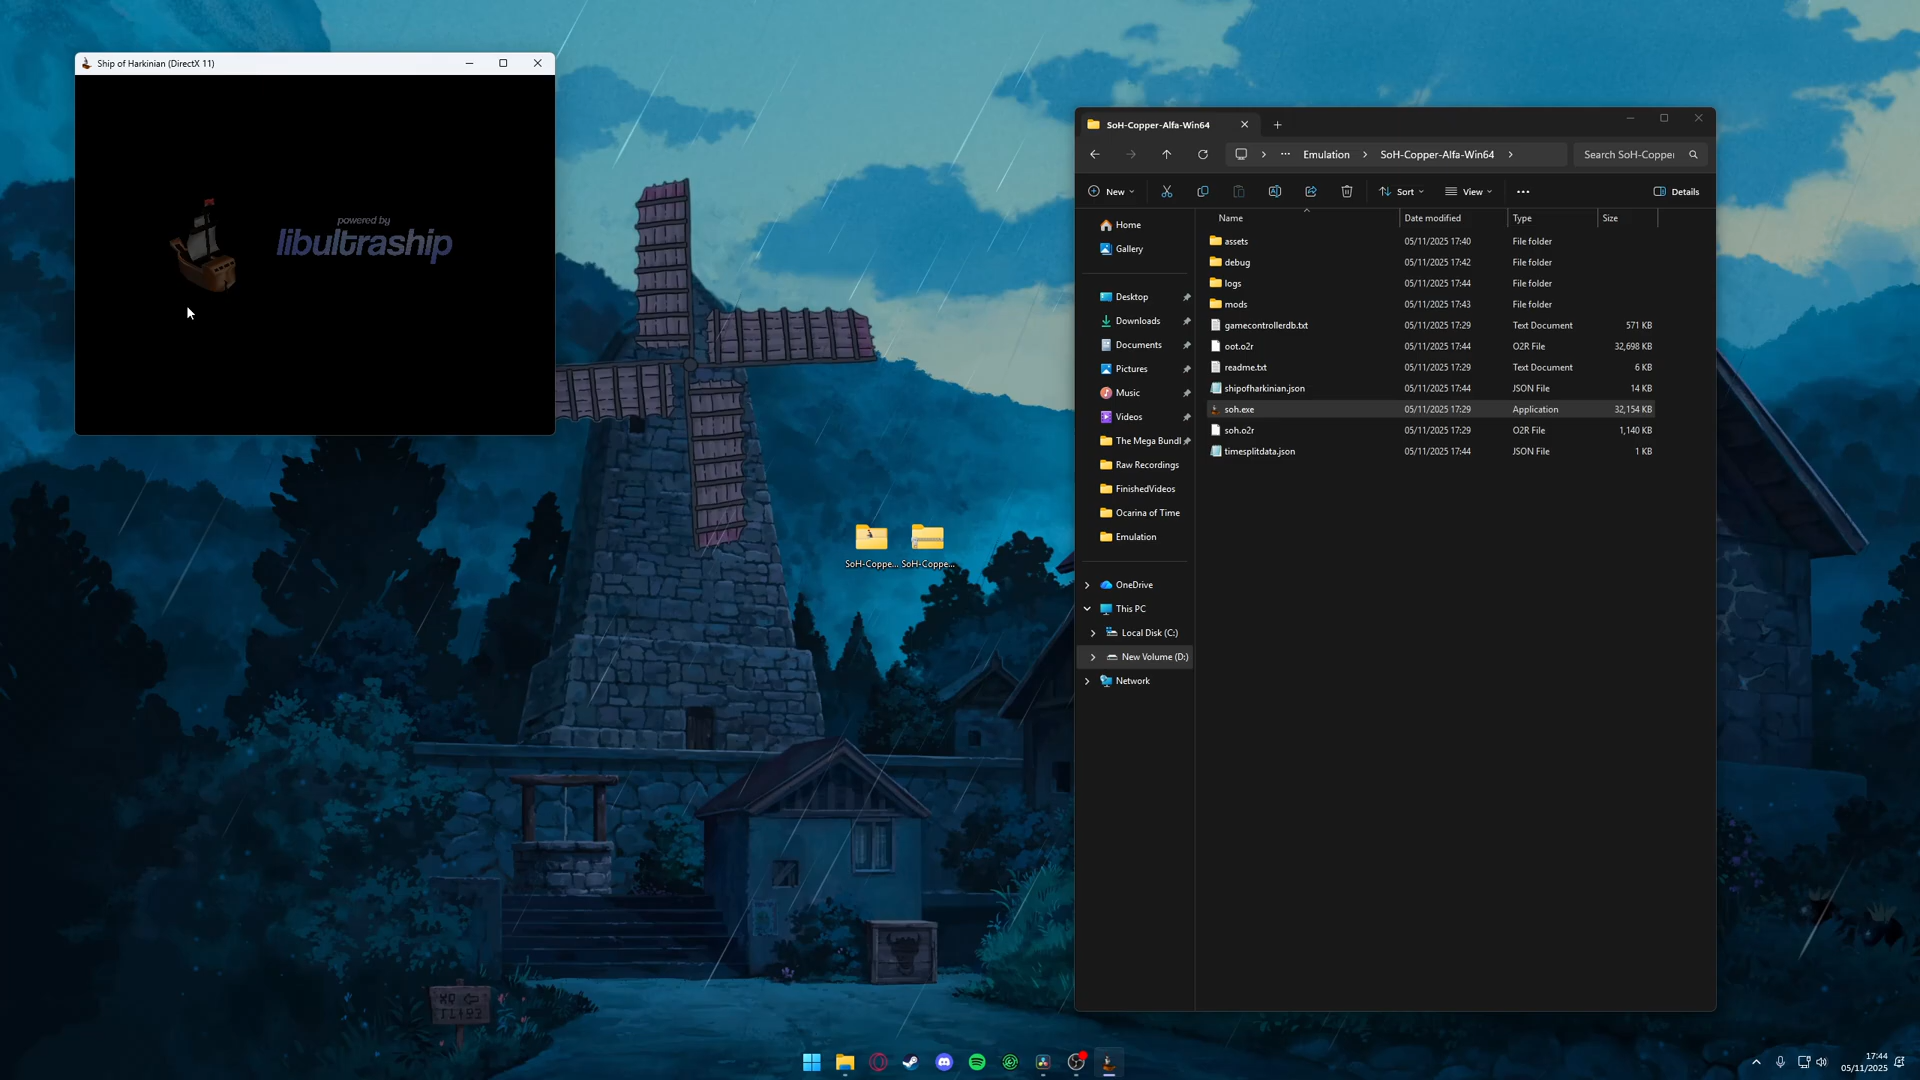 Ship of Harkinian (DirectX 11)
powered by
libultraship
SoH-Copper-Alfa-Win64
Emulation
SoH-Copper-Alfa-Win64
Search SoH-Copper
New
Sort
View
Details
Name
Date modified
Type
Size
Home
Gallery
Desktop
Downloads
Documents
Pictures
Music
Videos
The Mega Bundl
Raw Recordings
FinishedVideos
Ocarina of Time
Emulation
OneDrive
This PC
Local Disk (C:)
New Volume (D:)
Network
assets 05/11/2025 17:40 File folder
debug 05/11/2025 17:42 File folder
logs 05/11/2025 17:44 File folder
mods 05/11/2025 17:43 File folder
gamecontrollerdb.txt 05/11/2025 17:29 Text Document 571 KB
oot.o2r 05/11/2025 17:44 O2R File 32,698 KB
readme.txt 05/11/2025 17:29 Text Document 6 KB
shipofharkinian.json 05/11/2025 17:44 JSON File 14 KB
soh.exe 05/11/2025 17:29 Application 32,154 KB
soh.o2r 05/11/2025 17:29 O2R File 1,140 KB
timesplitdata.json 05/11/2025 17:44 JSON File 1 KB
SoH-Coppe...
SoH-Coppe...
17:44
05/11/2025